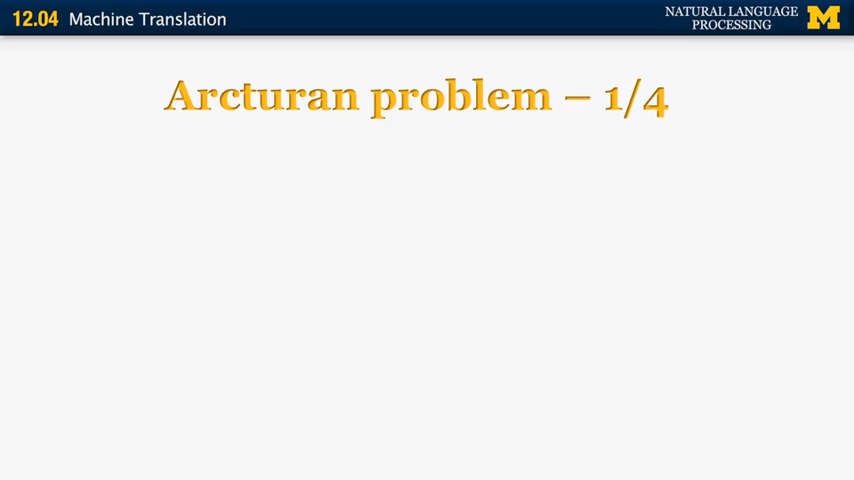 12.04 Machine Translation
NATURAL LANGUAGE
PROCESSING
M
Arcturan problem – 1/4